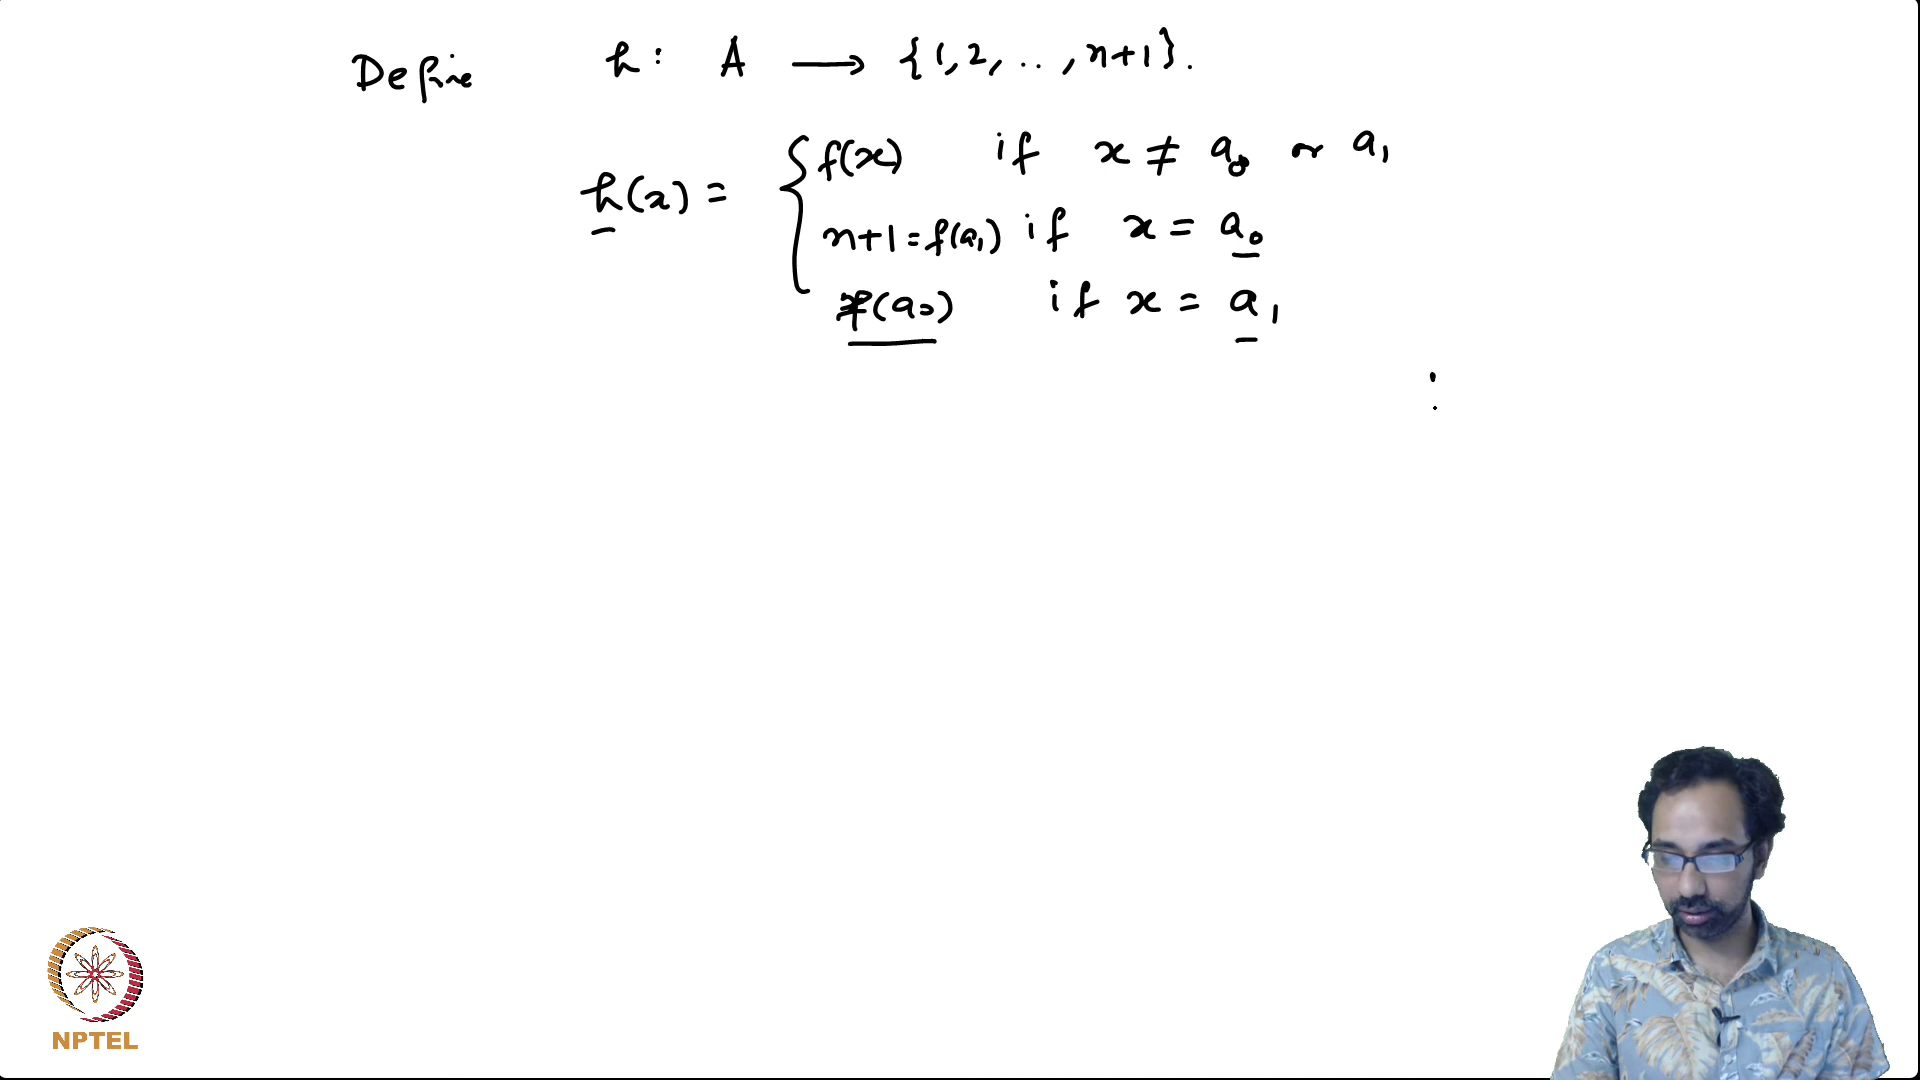 Define h : A ⟶ {1, 2, .. , n+1}.
h(x) = { f(x) if x ≠ a₀ or a₁
n+1 = f(a₁) if x = a₀
f(a₀) if x = a₁
:
NPTEL